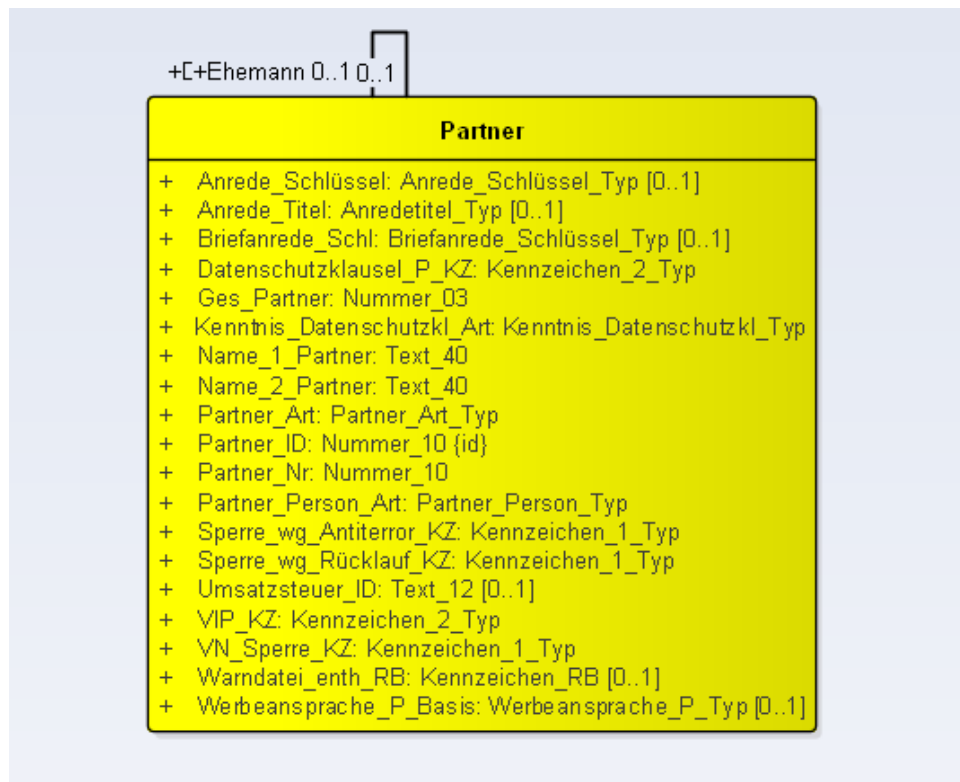 +Ehemann 0..1 0..1
Partner
+ Anrede_Schlüssel: Anrede_Schlüssel_Typ [0..1]
+ Anrede_Titel: Anredetitel_Typ [0..1]
+ Briefanrede_Schl: Briefanrede_Schlüssel_Typ [0..1]
+ Datenschutzklausel_P_KZ: Kennzeichen_2_Typ
+ Ges_Partner: Nummer_03
+ Kenntnis_Datenschutzkl_Art: Kenntnis_Datenschutzkl_Typ
+ Name_1_Partner: Text_40
+ Name_2_Partner: Text_40
+ Partner_Art: Partner_Art_Typ
+ Partner_ID: Nummer_10 {id}
+ Partner_Nr: Nummer_10
+ Partner_Person_Art: Partner_Person_Typ
+ Sperre_wg_Antiterror_KZ: Kennzeichen_1_Typ
+ Sperre_wg_Rücklauf_KZ: Kennzeichen_1_Typ
+ Umsatzsteuer_ID: Text_12 [0..1]
+ VIP_KZ: Kennzeichen_2_Typ
+ VN_Sperre_KZ: Kennzeichen_1_Typ
+ Warndatei_enth_RB: Kennzeichen_RB [0..1]
+ Werbeansprache_P_Basis: Werbeansprache_P_Typ [0..1]